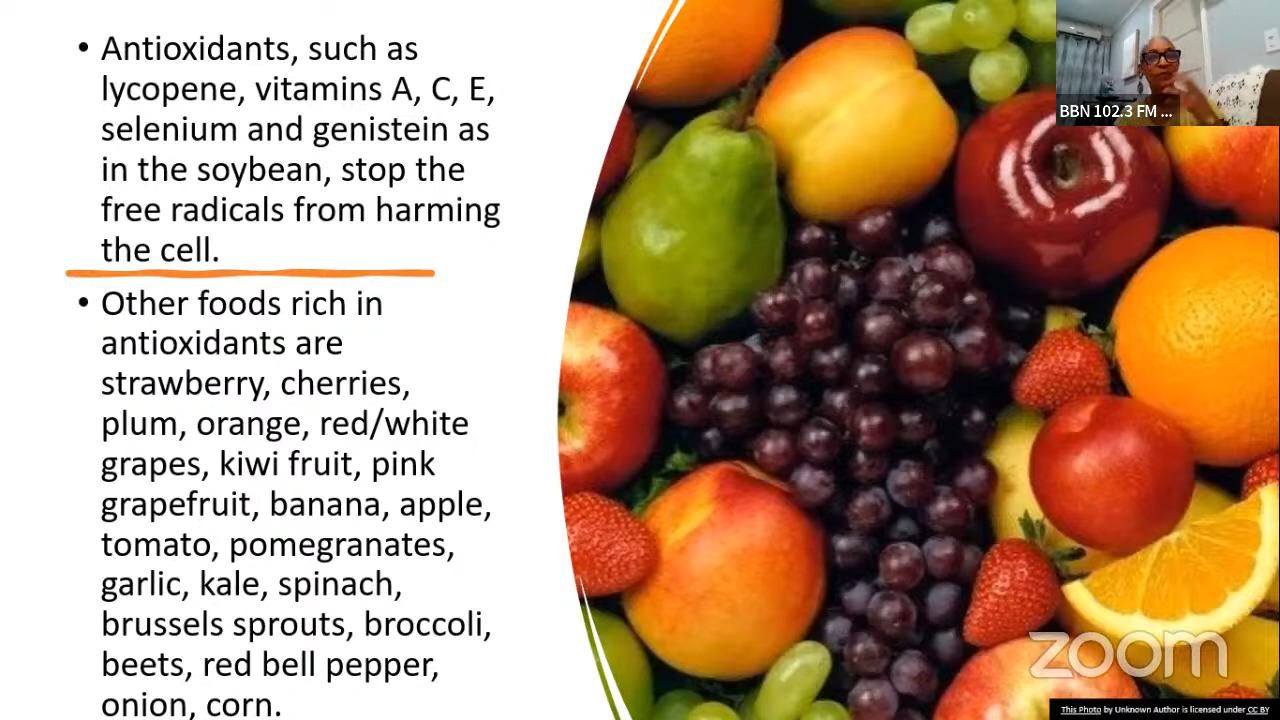 • Antioxidants, such as
lycopene, vitamins A, C, E,
selenium and genistein as
in the soybean, stop the
free radicals from harming
the cell.
• Other foods rich in
antioxidants are
strawberry, cherries,
plum, orange, red/white
grapes, kiwi fruit, pink
grapefruit, banana, apple,
tomato, pomegranates,
garlic, kale, spinach,
brussels sprouts, broccoli,
beets, red bell pepper,
onion, corn.
BBN 102.3 FM ...
zoom
This Photo by Unknown Author is licensed under CC BY